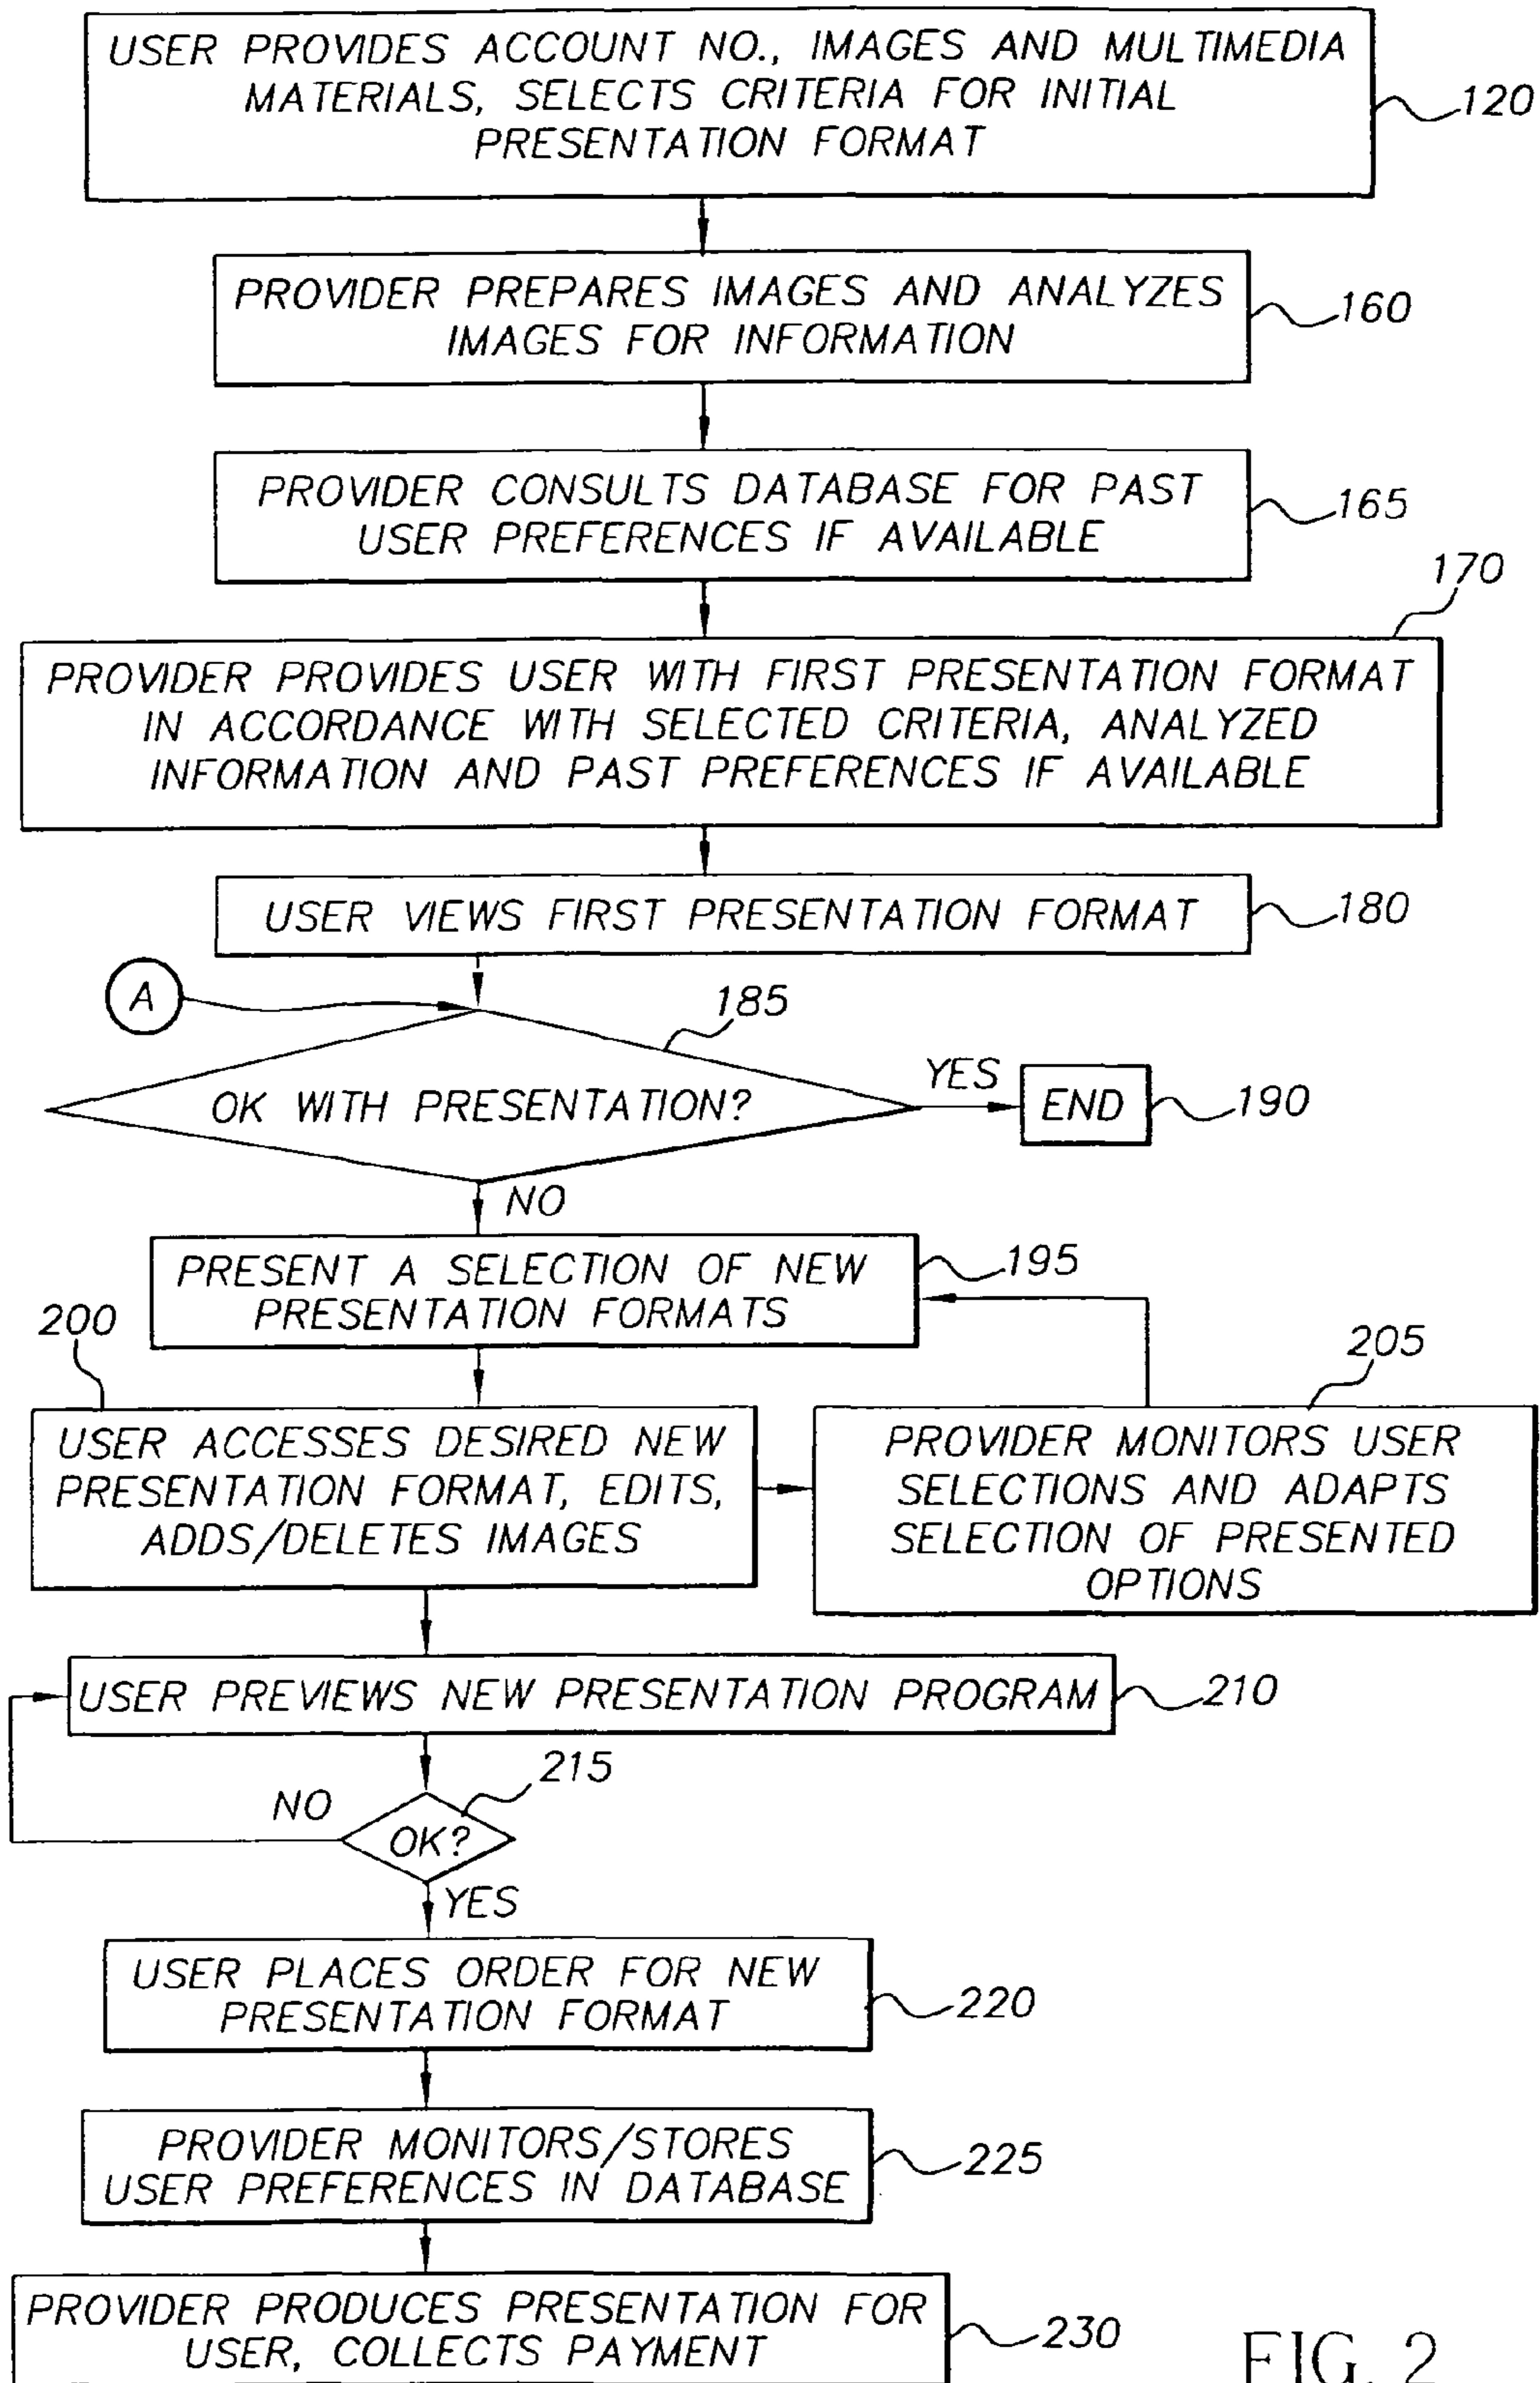 USER PROVIDES ACCOUNT NO., IMAGES AND MULTIMEDIA
MATERIALS, SELECTS CRITERIA FOR INITIAL
PRESENTATION FORMAT
120
PROVIDER PREPARES IMAGES AND ANALYZES
IMAGES FOR INFORMATION
160
PROVIDER CONSULTS DATABASE FOR PAST
USER PREFERENCES IF AVAILABLE
165
170
PROVIDER PROVIDES USER WITH FIRST PRESENTATION FORMAT
IN ACCORDANCE WITH SELECTED CRITERIA, ANALYZED
INFORMATION AND PAST PREFERENCES IF AVAILABLE
USER VIEWS FIRST PRESENTATION FORMAT
180
A
185
OK WITH PRESENTATION?
YES
END
190
NO
PRESENT A SELECTION OF NEW
PRESENTATION FORMATS
195
200
205
USER ACCESSES DESIRED NEW
PRESENTATION FORMAT, EDITS,
ADDS/DELETES IMAGES
PROVIDER MONITORS USER
SELECTIONS AND ADAPTS
SELECTION OF PRESENTED
OPTIONS
USER PREVIEWS NEW PRESENTATION PROGRAM
210
215
NO
OK?
YES
USER PLACES ORDER FOR NEW
PRESENTATION FORMAT
220
PROVIDER MONITORS/STORES
USER PREFERENCES IN DATABASE
225
PROVIDER PRODUCES PRESENTATION FOR
USER, COLLECTS PAYMENT
230
FIG. 2